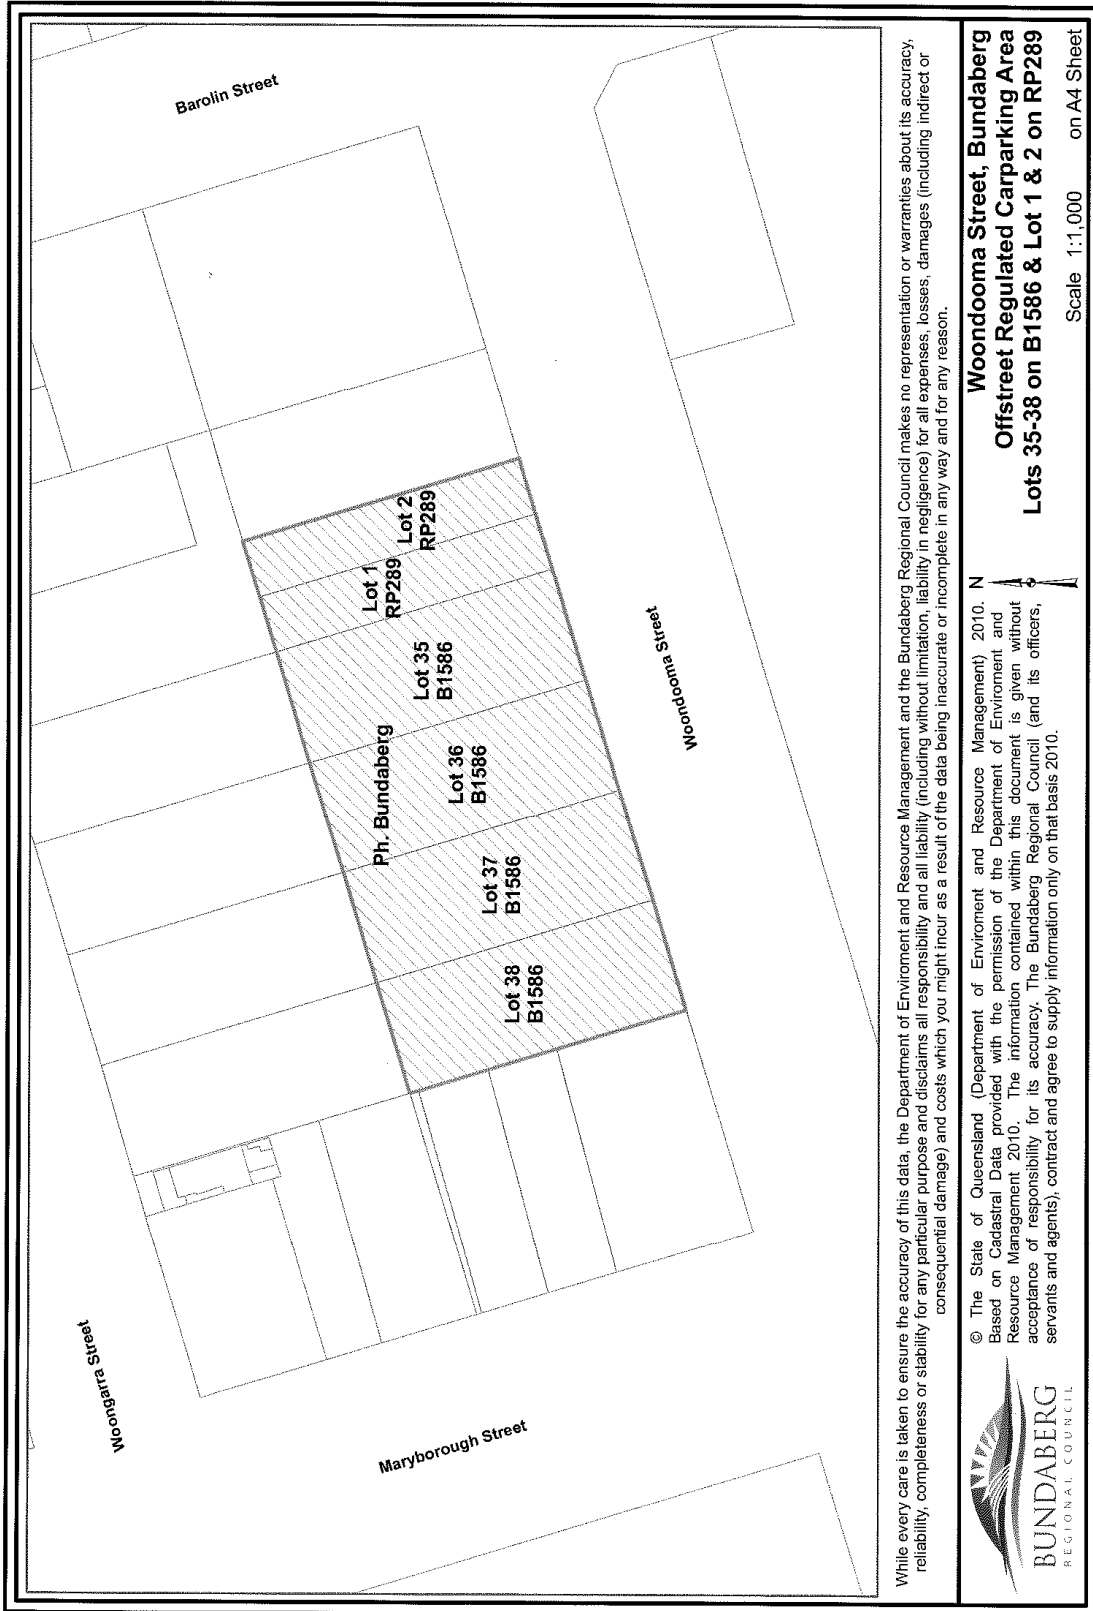 Barolin Street
Woongarra Street
Maryborough Street
Woondooma Street
Ph. Bundaberg
Lot 38
B1586
Lot 37
B1586
Lot 36
B1586
Lot 35
B1586
Lot 1
RP289
Lot 2
RP289
While every care is taken to ensure the accuracy of this data, the Department of Enviroment and Resource Management and the Bundaberg Regional Council makes no representation or warranties about its accuracy,
reliability, completeness or stability for any particular purpose and disclaims all responsibility and all liability (including without limitation, liability in negligence) for all expenses, losses, damages (including indirect or
consequential damage) and costs which you might incur as a result of the data being inaccurate or incomplete in any way and for any reason.
BUNDABERG
REGIONAL COUNCIL
© The State of Queensland (Department of Enviroment and Resource Management) 2010.
Based on Cadastral Data provided with the permission of the Department of Enviroment and
Resource Management 2010. The information contained within this document is given without
acceptance of responsibility for its accuracy. The Bundaberg Regional Council (and its officers,
servants and agents), contract and agree to supply information only on that basis 2010.
N
Woondooma Street, Bundaberg
Offstreet Regulated Carparking Area
Lots 35-38 on B1586 & Lot 1 & 2 on RP289
Scale 1:1,000 on A4 Sheet